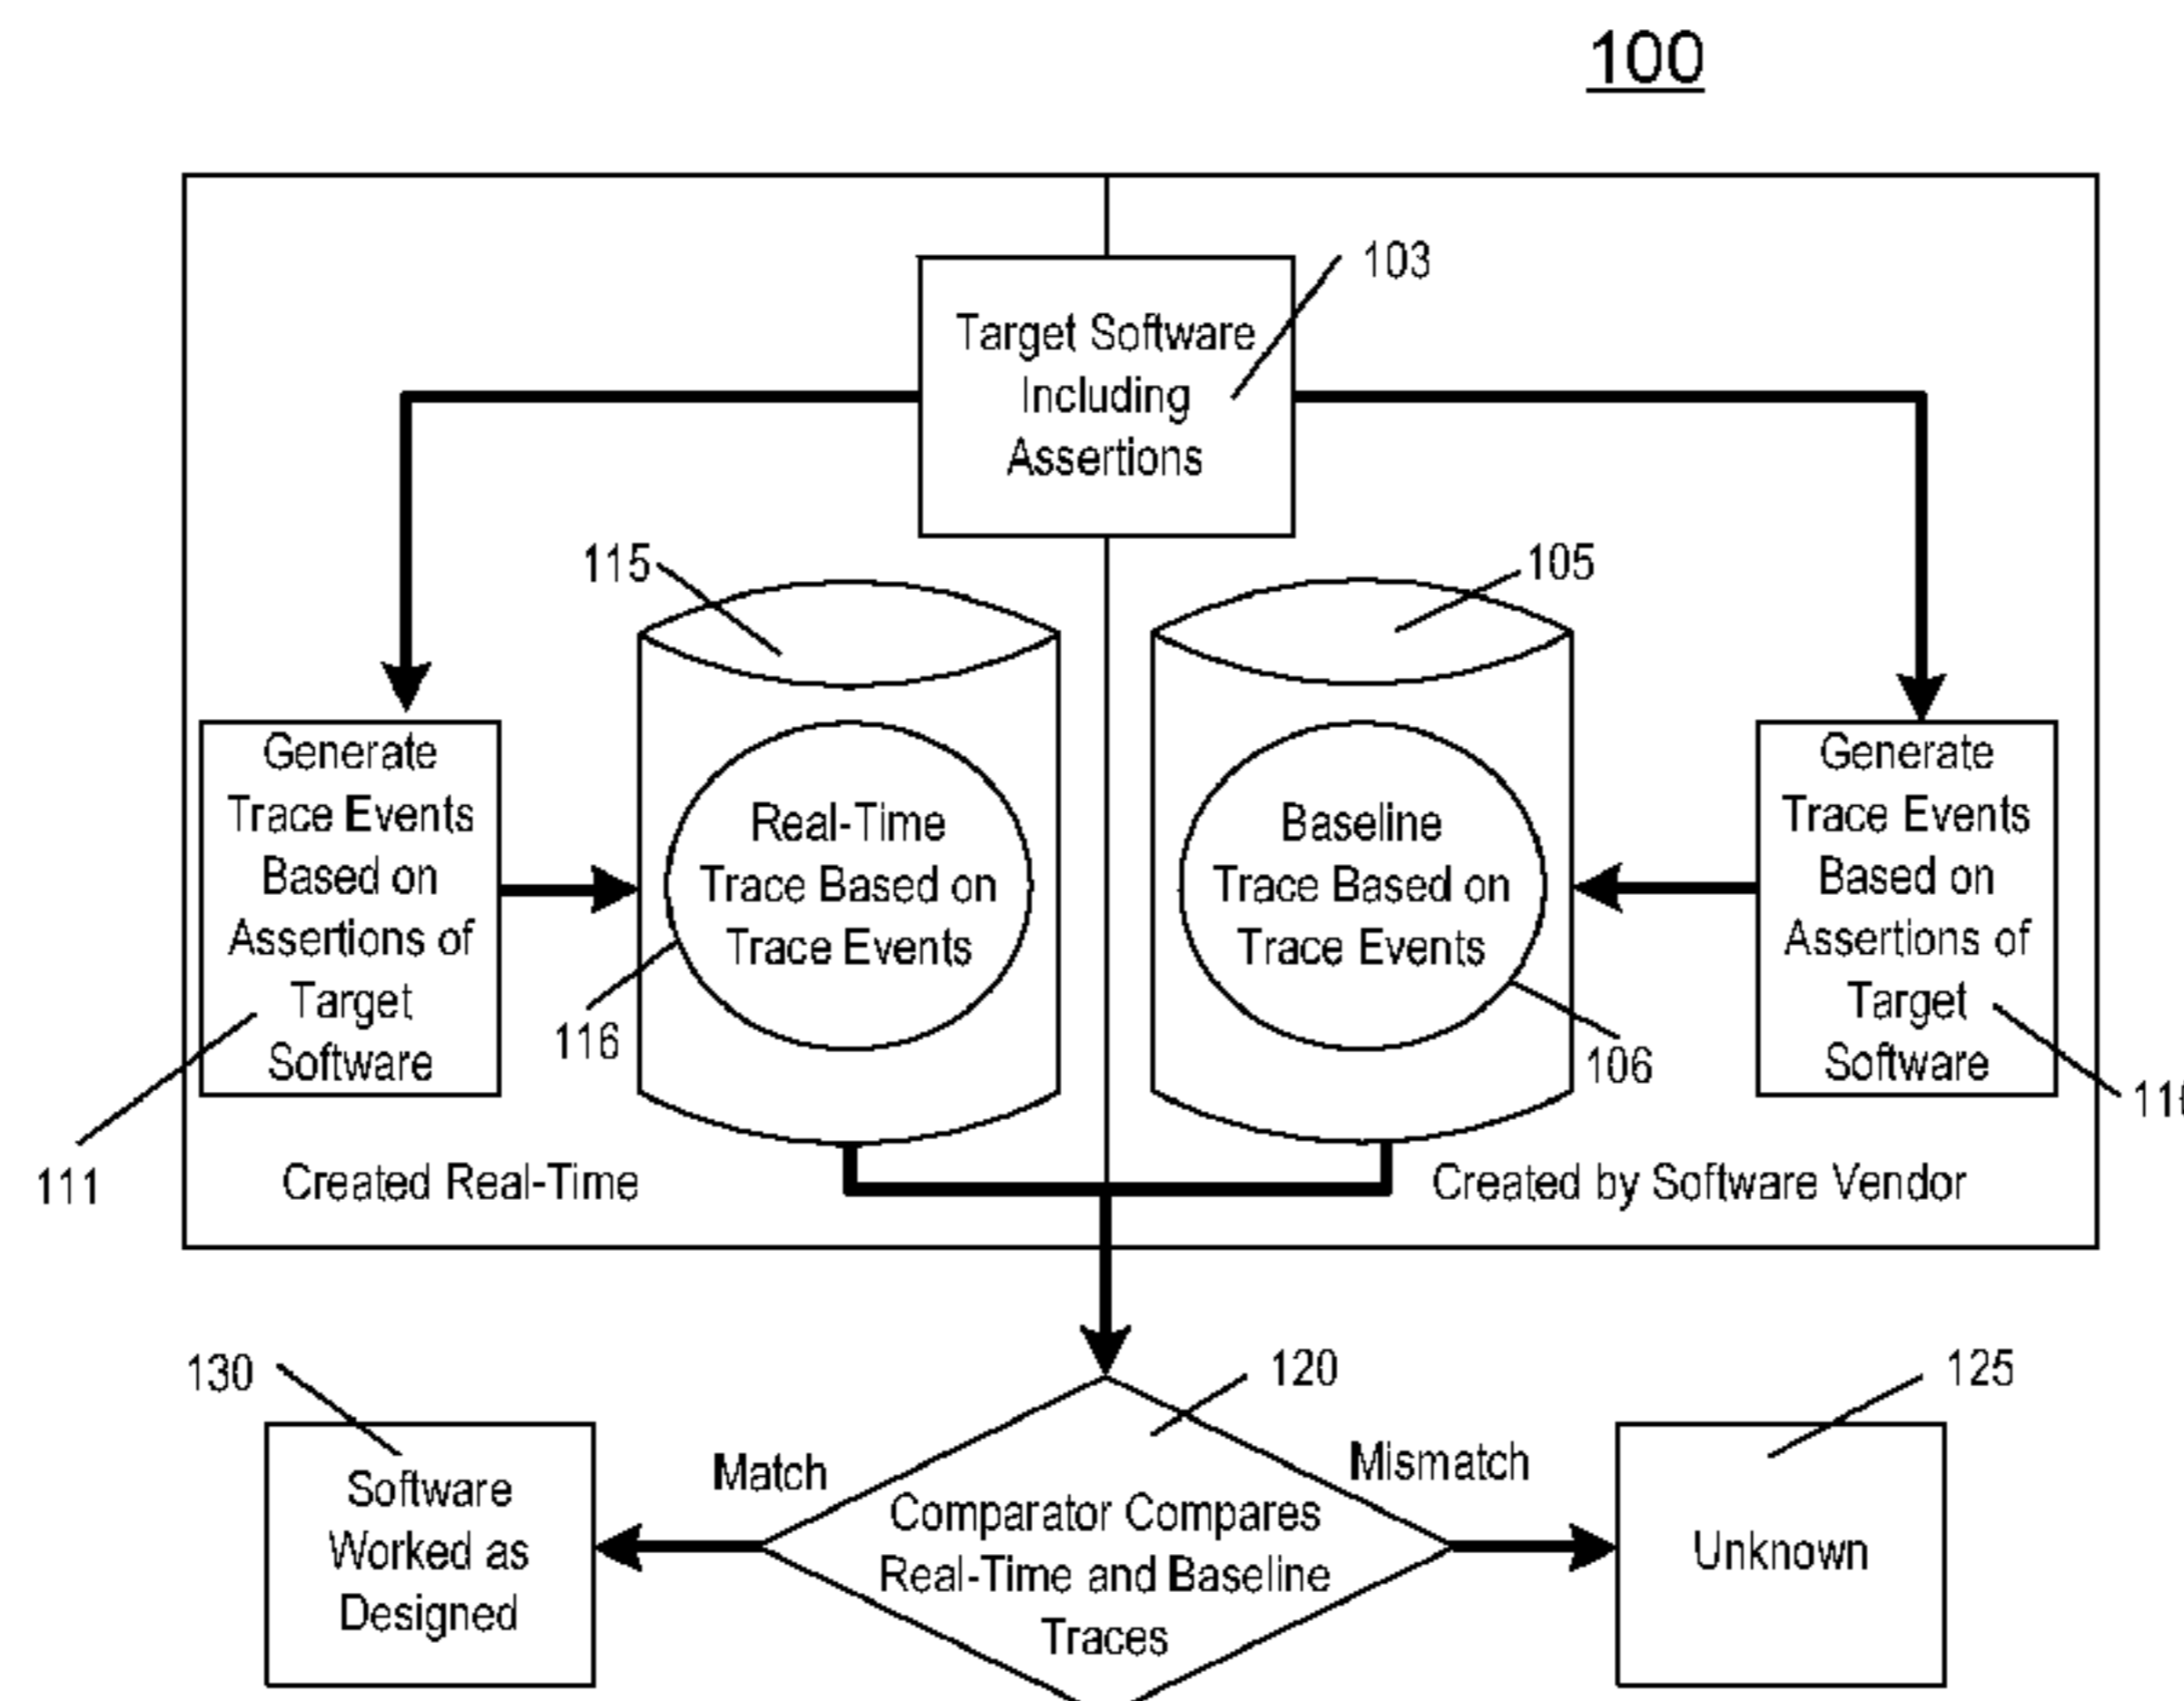 100
103
Target Software
Including
Assertions
115
105
Generate
Trace Events
Based on
Assertions of
Target
Software
Real-Time
Trace Based on
Trace Events
Baseline
Trace Based on
Trace Events
Generate
Trace Events
Based on
Assertions of
Target
Software
116
106
111
Created Real-Time
Created by Software Vendor
130
120
125
Match
Mismatch
Software
Worked as
Designed
Comparator Compares
Real-Time and Baseline
Traces
Unknown